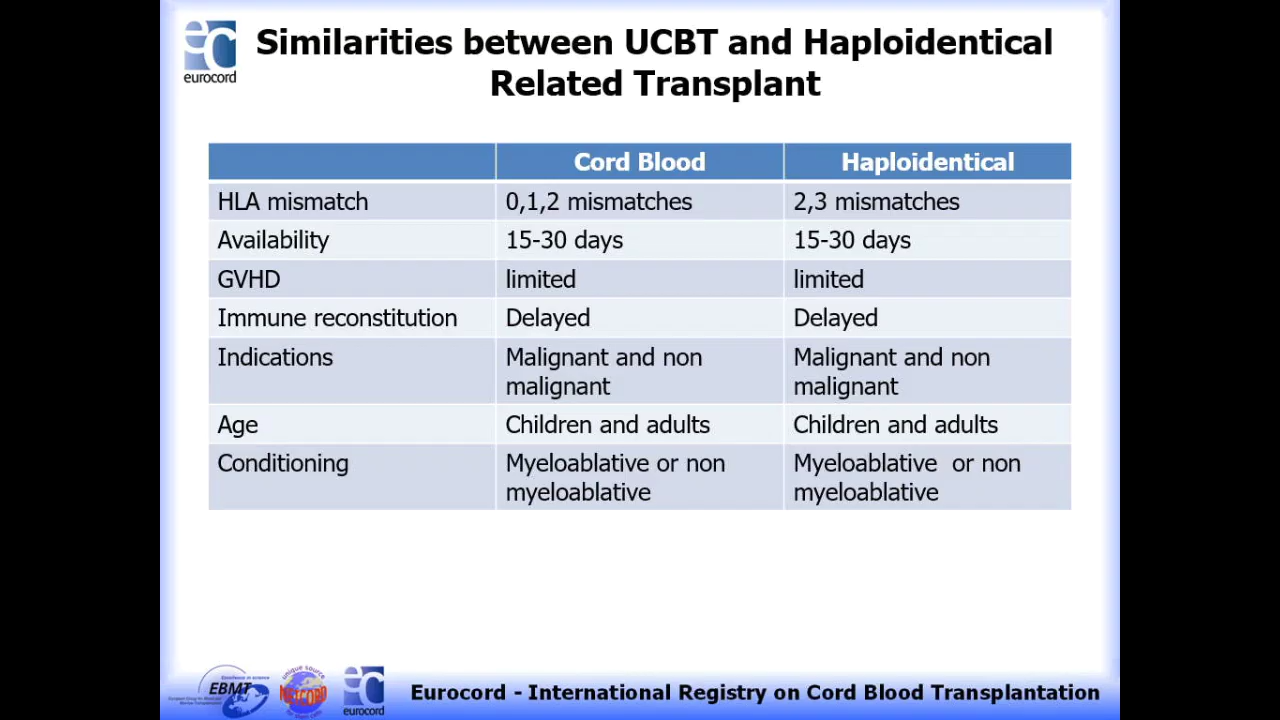 Similarities between UCBT and Haploidentical
Related Transplant
eurocord
Cord Blood Haploidentical
HLA mismatch 0,1,2 mismatches 2,3 mismatches
Availability 15-30 days 15-30 days
GVHD limited limited
Immune reconstitution Delayed Delayed
Indications Malignant and non Malignant and non
malignant malignant
Age Children and adults Children and adults
Conditioning Myeloablative or non Myeloablative or non
myeloablative myeloablative
EBMT
unique source
NETCORD
eurocord
Eurocord - International Registry on Cord Blood Transplantation